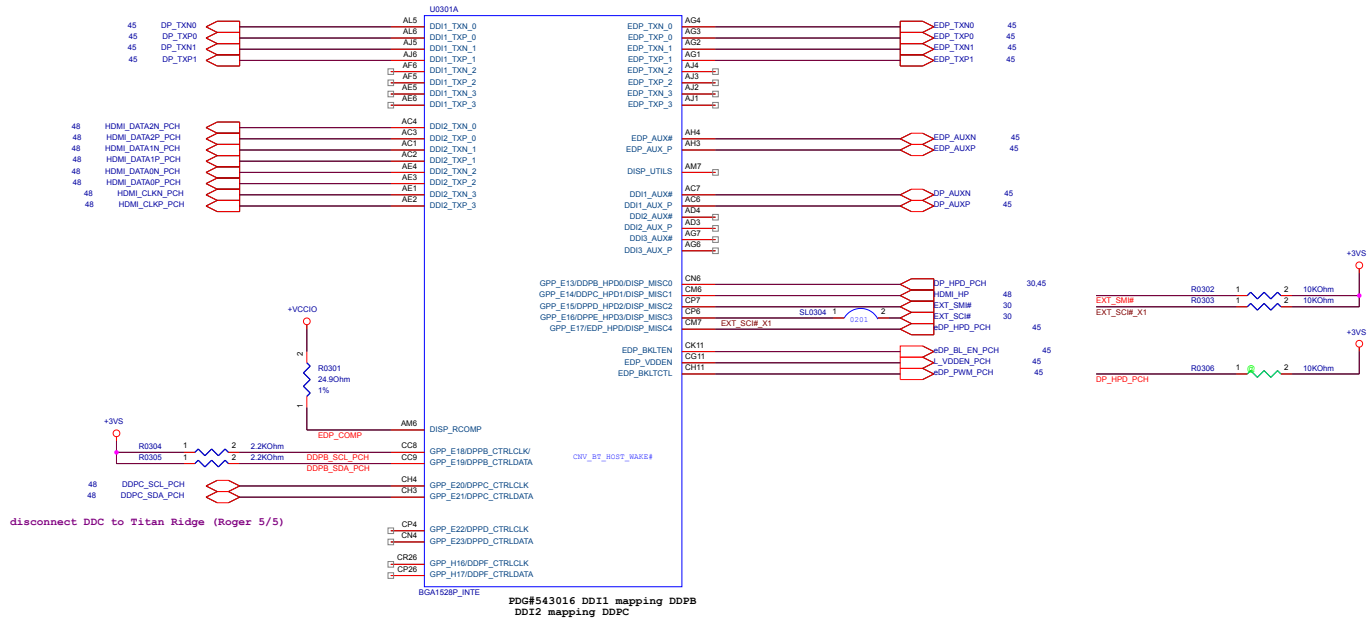 U0301A
45 DP_TXN0 AL5 DDI1_TXN_0 EDP_TXN_0 AG4 EDP_TXN0 45
45 DP_TXP0 AL6 DDI1_TXP_0 EDP_TXP_0 AG3 EDP_TXP0 45
45 DP_TXN1 AJ5 DDI1_TXN_1 EDP_TXN_1 AG2 EDP_TXN1 45
45 DP_TXP1 AJ6 DDI1_TXP_1 EDP_TXP_1 AG1 EDP_TXP1 45
AF6 DDI1_TXN_2 EDP_TXN_2 AJ4
AF5 DDI1_TXP_2 EDP_TXP_2 AJ3
AE5 DDI1_TXN_3 EDP_TXN_3 AJ2
AE6 DDI1_TXP_3 EDP_TXP_3 AJ1
48 HDMI_DATA2N_PCH AC4 DDI2_TXN_0
48 HDMI_DATA2P_PCH AC3 DDI2_TXP_0 EDP_AUX# AH4 EDP_AUXN 45
48 HDMI_DATA1N_PCH AC1 DDI2_TXN_1 EDP_AUX_P AH3 EDP_AUXP 45
48 HDMI_DATA1P_PCH AC2 DDI2_TXP_1
48 HDMI_DATA0N_PCH AE4 DDI2_TXN_2 DISP_UTILS AM7
48 HDMI_DATA0P_PCH AE3 DDI2_TXP_2
48 HDMI_CLKN_PCH AE1 DDI2_TXN_3 DDI1_AUX# AC7 DP_AUXN 45
48 HDMI_CLKP_PCH AE2 DDI2_TXP_3 DDI1_AUX_P AC6 DP_AUXP 45
DDI2_AUX# AD4
DDI2_AUX_P AD3
DDI3_AUX# AG7
DDI3_AUX_P AG6
+3VS
GPP_E13/DDPB_HPD0/DISP_MISC0 CN6 DP_HPD_PCH 30,45
GPP_E14/DDPC_HPD1/DISP_MISC1 CM6 HDMI_HP 48 EXT_SMI# R0302 1 2 10KOhm
GPP_E15/DPPD_HPD2/DISP_MISC2 CP7 EXT_SMI# 30 EXT_SCI#_X1 R0303 1 2 10KOhm
GPP_E16/DPPE_HPD3/DISP_MISC3 CP6 SL0304 1 2 0201 EXT_SCI# 30
GPP_E17/EDP_HPD/DISP_MISC4 CM7 EXT_SCI#_X1 eDP_HPD_PCH 45
+VCCIO
+3VS
EDP_BKLTEN CK11 eDP_BL_EN_PCH 45
EDP_VDDEN CG11 L_VDDEN_PCH 45
EDP_BKLTCTL CH11 eDP_PWM_PCH 45
DP_HPD_PCH R0306 1 @ 2 10KOhm
2
R0301
24.9Ohm
1%
1
EDP_COMP AM6 DISP_RCOMP
+3VS
R0304 1 2 2.2KOhm DDPB_SCL_PCH CC8 GPP_E18/DPPB_CTRLCLK/
R0305 1 2 2.2KOhm DDPB_SDA_PCH CC9 GPP_E19/DPPB_CTRLDATA
CNV_BT_HOST_WAKE#
48 DDPC_SCL_PCH CH4 GPP_E20/DPPC_CTRLCLK
48 DDPC_SDA_PCH CH3 GPP_E21/DPPC_CTRLDATA
disconnect DDC to Titan Ridge (Roger 5/5)
CP4 GPP_E22/DPPD_CTRLCLK
CN4 GPP_E23/DPPD_CTRLDATA
CR26 GPP_H16/DDPF_CTRLCLK
CP26 GPP_H17/DDPF_CTRLDATA
BGA1528P_INTE
PDG#543016 DDI1 mapping DDPB
DDI2 mapping DDPC